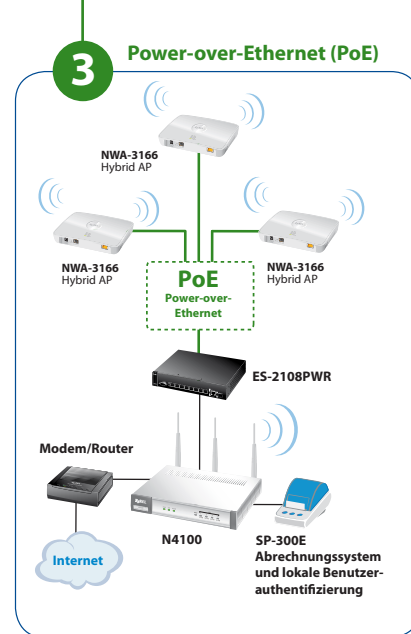 3
Power-over-Ethernet (PoE)
NWA-3166
Hybrid AP
NWA-3166
Hybrid AP
NWA-3166
Hybrid AP
PoE
Power-over-
Ethernet
ES-2108PWR
Modem/Router
Internet
N4100
SP-300E
Abrechnungssystem
und lokale Benutzer-
authentifizierung